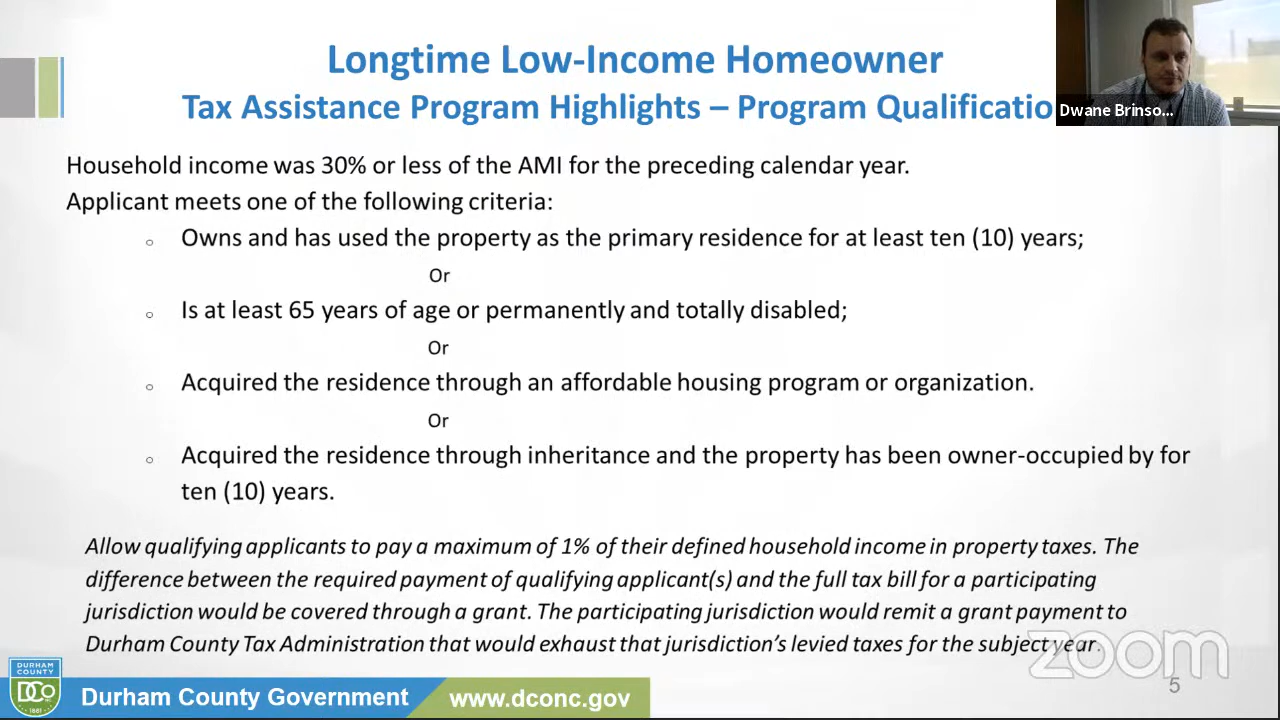 Longtime Low-Income Homeowner
Tax Assistance Program Highlights – Program Qualificatio
Dwane Brinso...
Household income was 30% or less of the AMI for the preceding calendar year.
Applicant meets one of the following criteria:
○ Owns and has used the property as the primary residence for at least ten (10) years;
Or
○ Is at least 65 years of age or permanently and totally disabled;
Or
○ Acquired the residence through an affordable housing program or organization.
Or
○ Acquired the residence through inheritance and the property has been owner-occupied by for
ten (10) years.
Allow qualifying applicants to pay a maximum of 1% of their defined household income in property taxes. The
difference between the required payment of qualifying applicant(s) and the full tax bill for a participating
jurisdiction would be covered through a grant. The participating jurisdiction would remit a grant payment to
Durham County Tax Administration that would exhaust that jurisdiction's levied taxes for the subject year.
zoom
5
DURHAM
COUNTY
DCo
1881
Durham County Government
www.dconc.gov